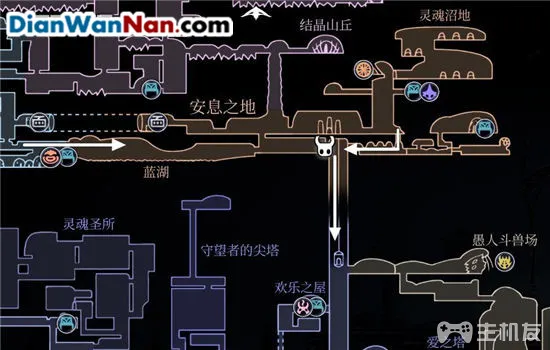 DianWanNan.com
结晶山丘
灵魂沼地
安息之地
蓝湖
灵魂圣所
守望者的尖塔
愚人斗兽场
欢乐之屋
爱之塔
主机友